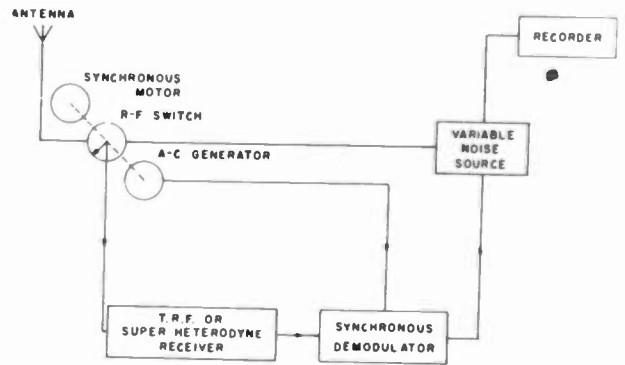 ANTENNA
SYNCHRONOUS
MOTOR
R-F SWITCH
A-C GENERATOR
RECORDER
VARIABLE
NOISE
SOURCE
T.R.F. OR
SUPER HETERODYNE
RECEIVER
SYNCHRONOUS
DEMODULATOR